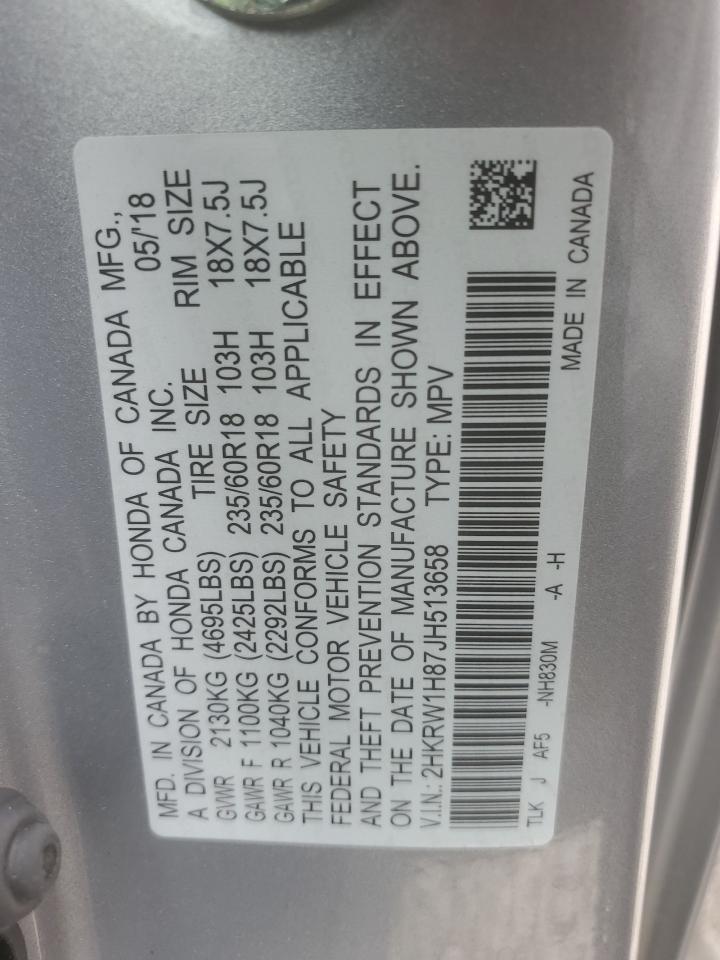 MFD. IN CANADA BY HONDA OF CANADA MFG.,
A DIVISION OF HONDA CANADA INC. 05/'18
GVWR 2130KG (4695LBS) TIRE SIZE RIM SIZE
GAWR F 1100KG (2425LBS) 235/60R18 103H 18X7.5J
GAWR R 1040KG (2292LBS) 235/60R18 103H 18X7.5J
THIS VEHICLE CONFORMS TO ALL APPLICABLE
FEDERAL MOTOR VEHICLE SAFETY
AND THEFT PREVENTION STANDARDS IN EFFECT
ON THE DATE OF MANUFACTURE SHOWN ABOVE.
V.I.N.: 2HKRW1H87JH513658 TYPE: MPV
TLK J AF5 -NH830M -A -H
MADE IN CANADA